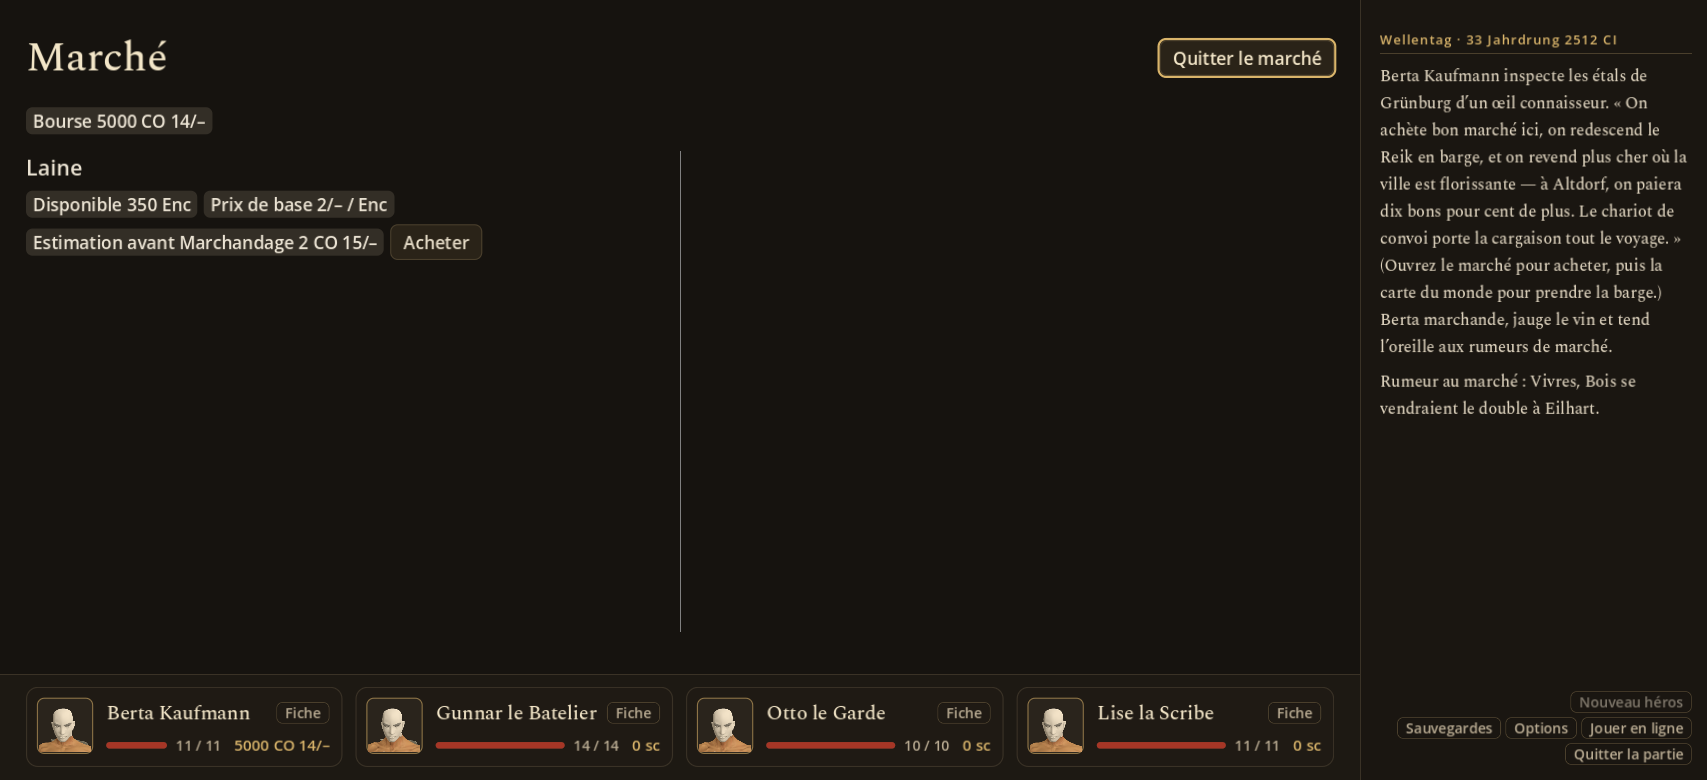 Marché
Quitter le marché
Bourse 5000 CO 14/–
Laine
Disponible 350 Enc
Prix de base 2/– / Enc
Estimation avant Marchandage 2 CO 15/–
Acheter
Wellentag · 33 Jahrdrung 2512 CI
Berta Kaufmann inspecte les étals de
Grünburg d’un œil connaisseur. « On
achète bon marché ici, on redescend le
Reik en barge, et on revend plus cher où la
ville est florissante — à Altdorf, on paiera
dix bons pour cent de plus. Le chariot de
convoi porte la cargaison tout le voyage. »
(Ouvrez le marché pour acheter, puis la
carte du monde pour prendre la barge.)
Berta marchande, jauge le vin et tend
l’oreille aux rumeurs de marché.
Rumeur au marché : Vivres, Bois se
vendraient le double à Eilhart.
Berta Kaufmann
Fiche
11 / 11
5000 CO 14/–
Gunnar le Batelier
Fiche
14 / 14
0 sc
Otto le Garde
Fiche
10 / 10
0 sc
Lise la Scribe
Fiche
11 / 11
0 sc
Nouveau héros
Sauvegardes
Options
Jouer en ligne
Quitter la partie